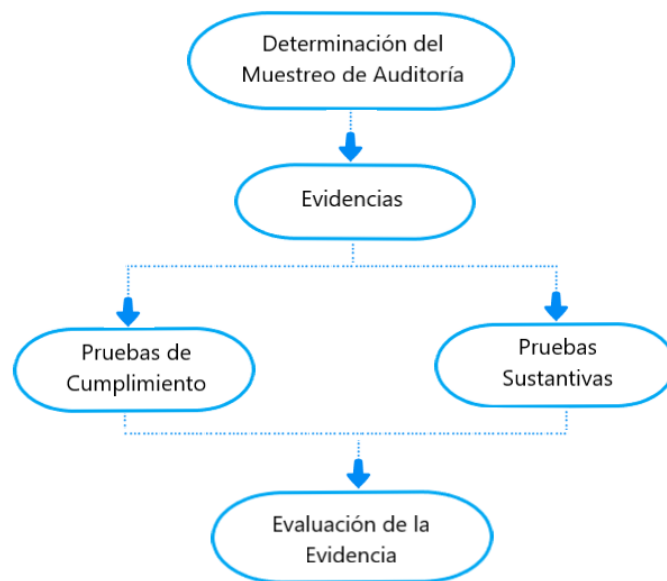 Determinación del
Muestreo de Auditoría
Evidencias
Pruebas de
Cumplimiento
Pruebas
Sustantivas
Evaluación de la
Evidencia